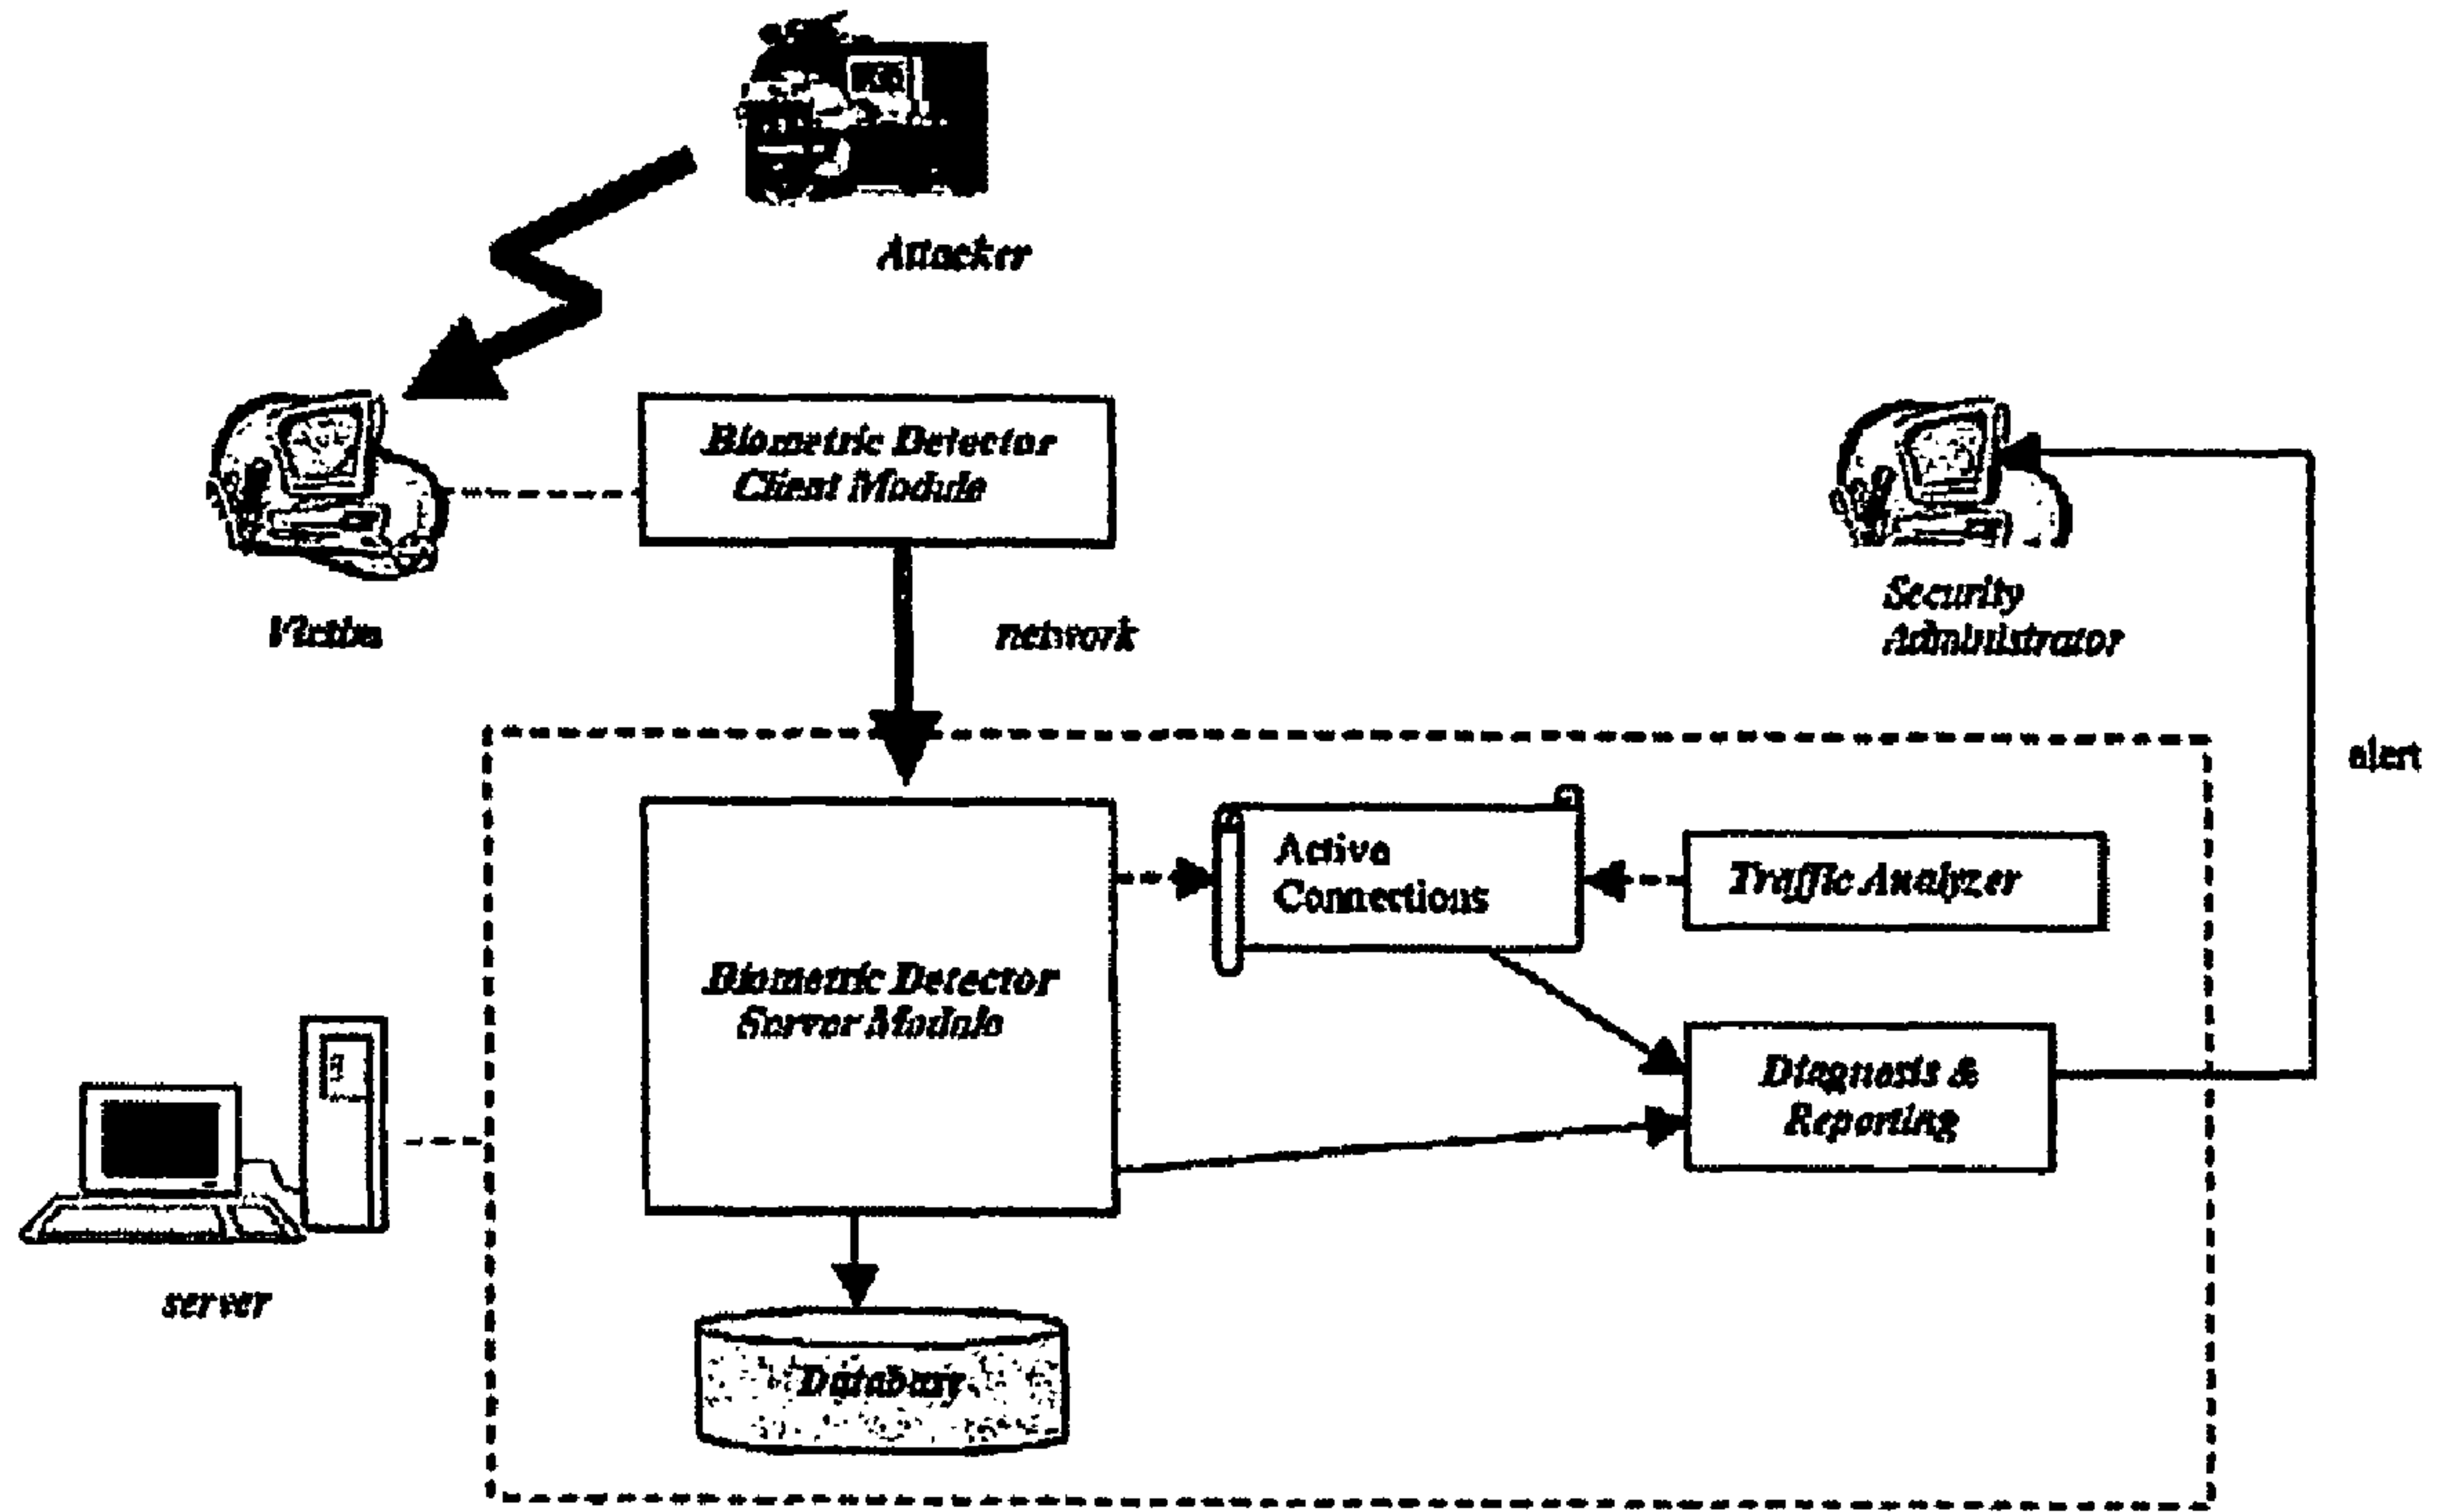 Attacker
Biometric Detector
Client Module
Victim
network
Security
Administrator
alert
Active
Connections
Traffic Analyzer
Biometric Detector
Server Module
Diagnosis &
Reporting
server
Database